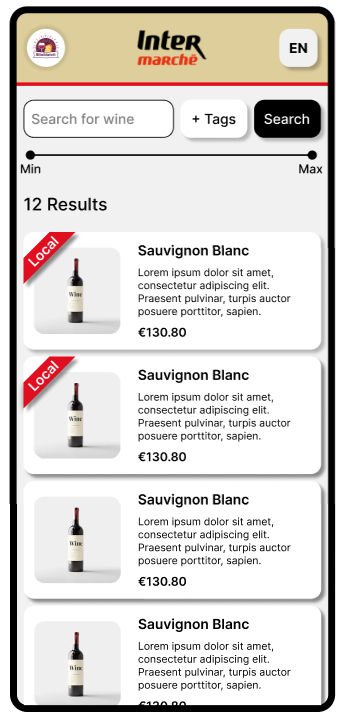 Inter
marchē
EN
Search for wine
+ Tags
Search
Min
Max
12 Results
Local
Sauvignon Blanc
Lorem ipsum dolor sit amet,
consectetur adipiscing elit.
Praesent pulvinar, turpis auctor
posuere porttitor, sapien.
€130.80
Wine
Local
Sauvignon Blanc
Lorem ipsum dolor sit amet,
consectetur adipiscing elit.
Praesent pulvinar, turpis auctor
posuere porttitor, sapien.
€130.80
Wine
Sauvignon Blanc
Lorem ipsum dolor sit amet,
consectetur adipiscing elit.
Praesent pulvinar, turpis auctor
posuere porttitor, sapien.
€130.80
Wine
Sauvignon Blanc
Lorem ipsum dolor sit amet,
consectetur adipiscing elit.
Praesent pulvinar, turpis auctor
posuere porttitor, sapien.
€130.80
Wine